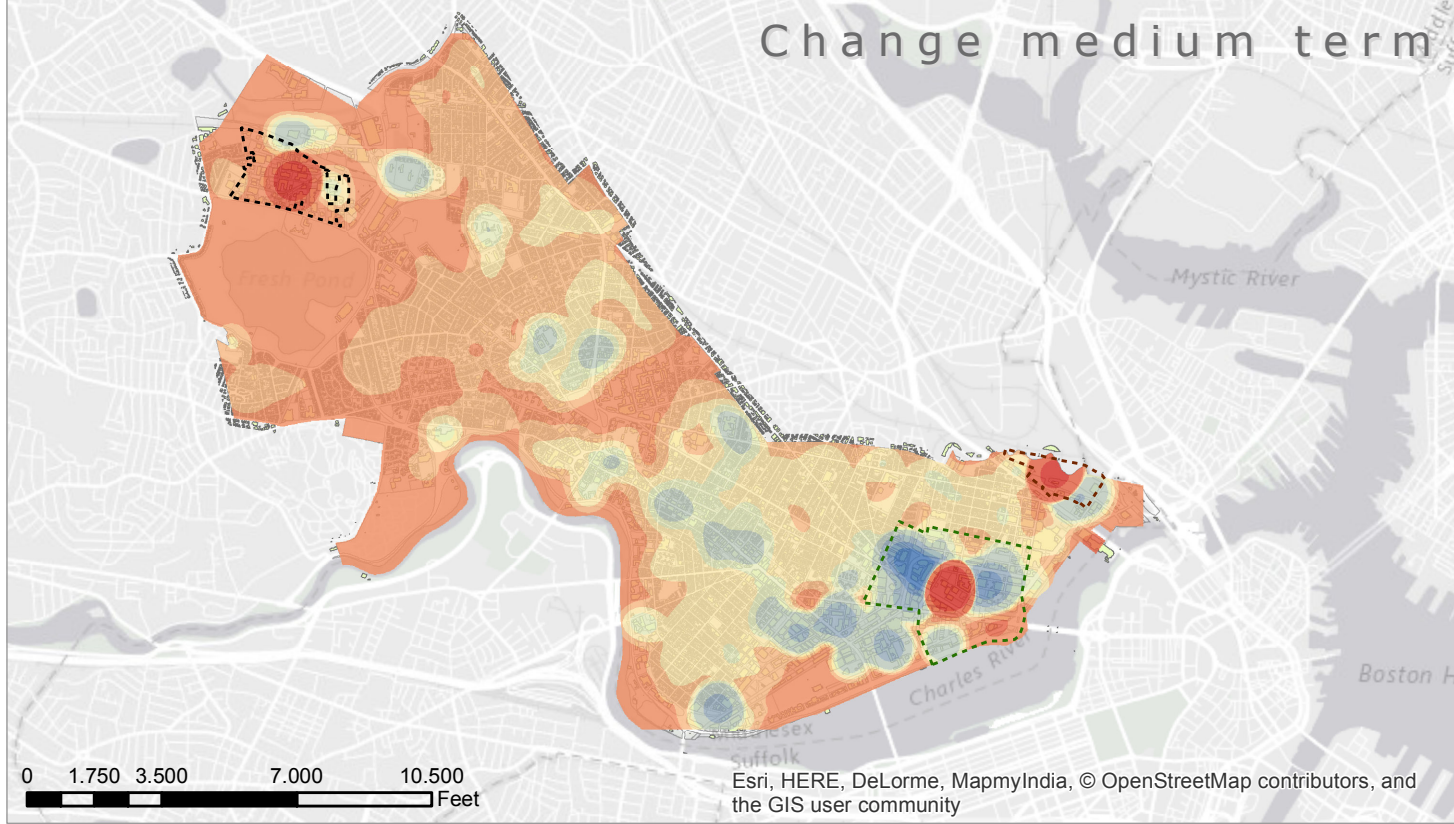 Change medium term
Fresh Pond
Mystic River
Boston H
Charles River
Suffolk
0 1.750 3.500 7.000 10.500
Feet
Esri, HERE, DeLorme, MapmyIndia, © OpenStreetMap contributors, and
the GIS user community